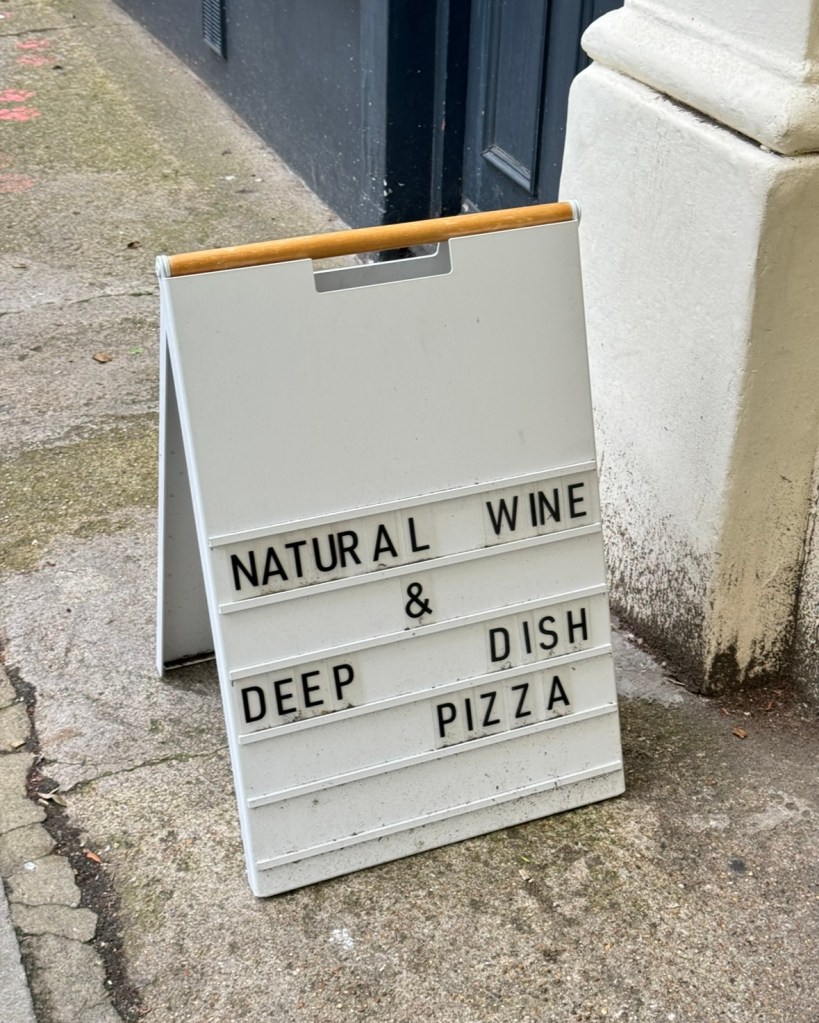 NATURAL WINE
&
DEEP DISH
PIZZA